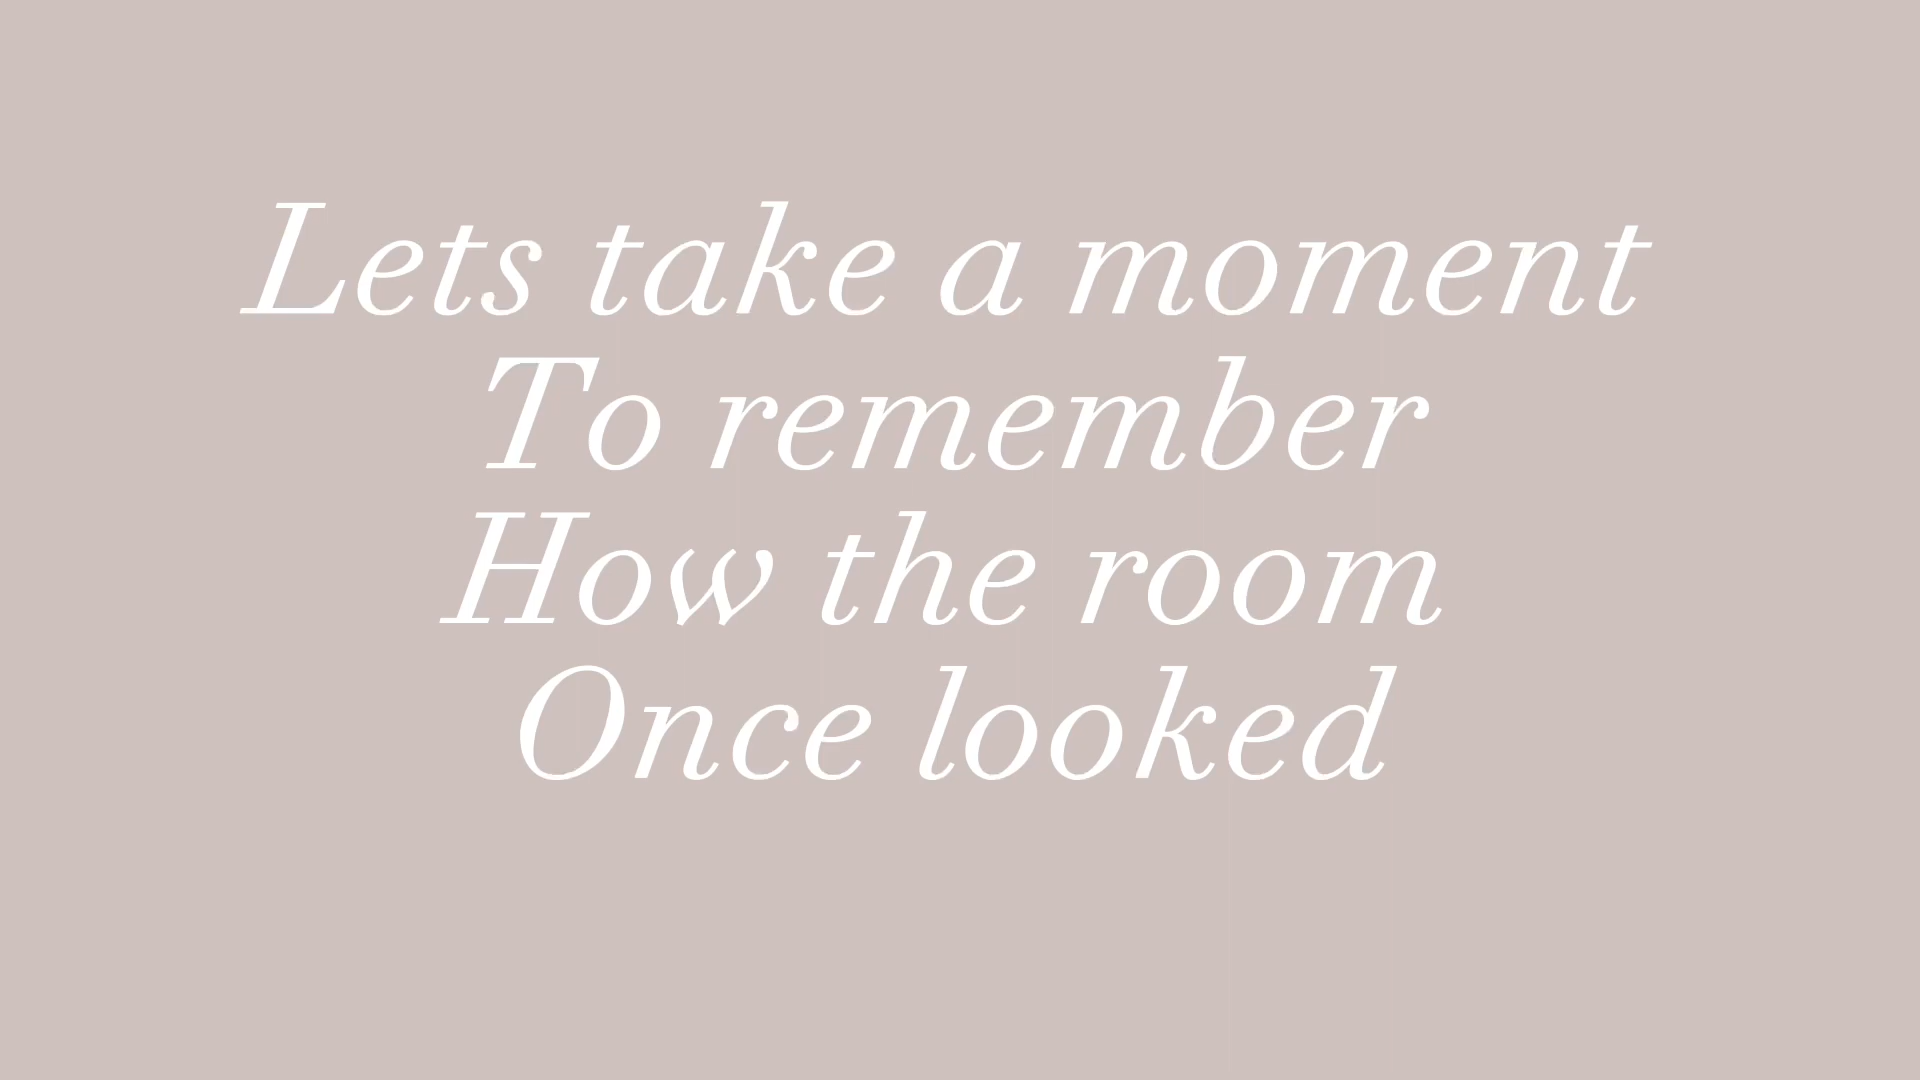 Lets take a moment
To remember
How the room
Once looked